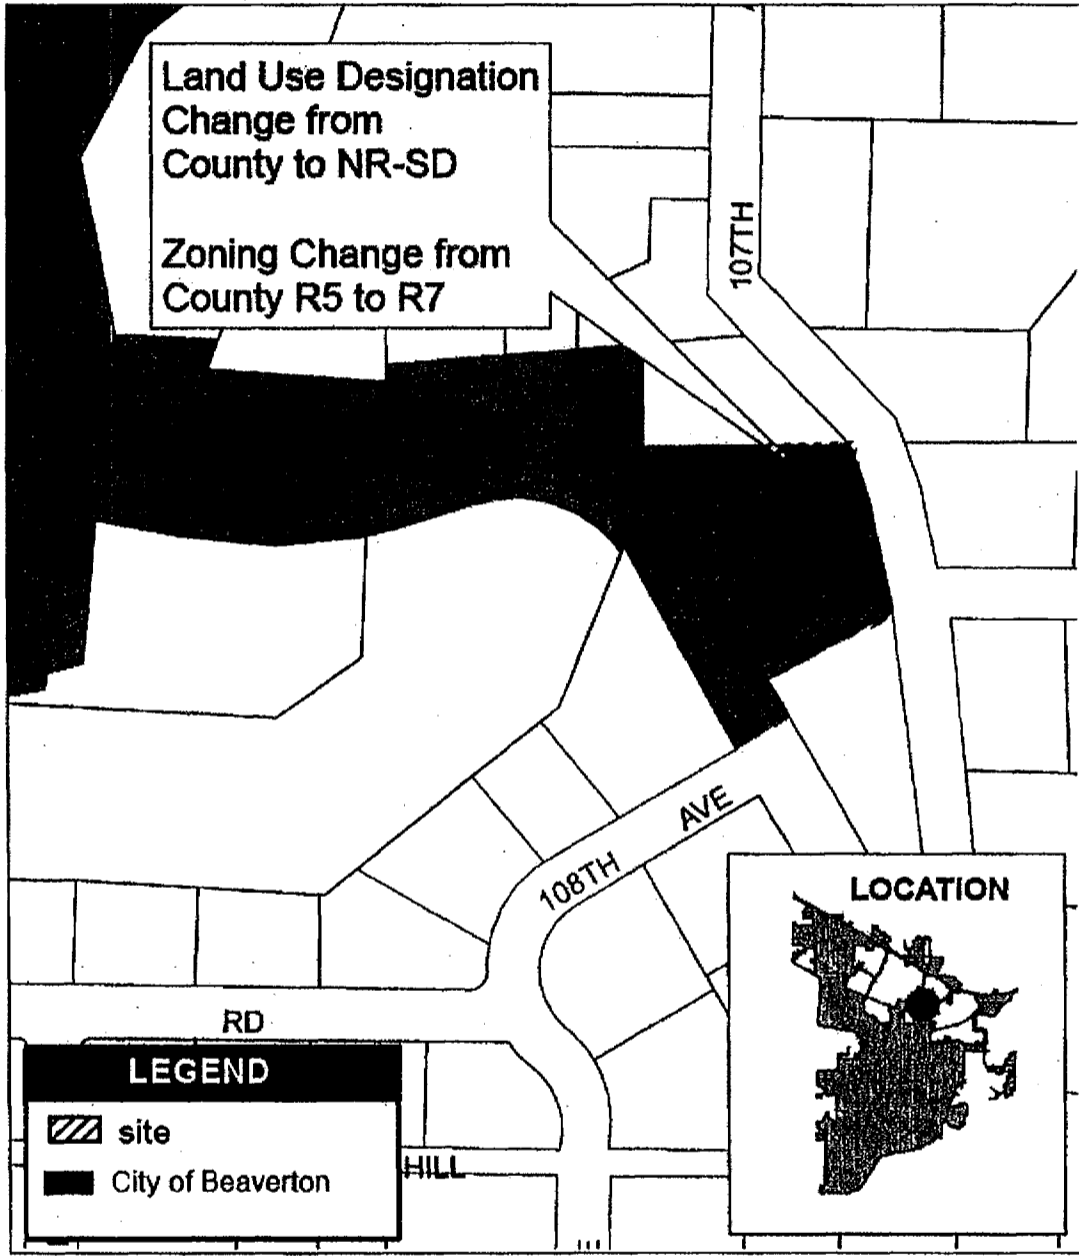 Land Use Designation
Change from
County to NR-SD
Zoning Change from
County R5 to R7
107TH
108TH AVE
RD
HILL
LOCATION
LEGEND
site
City of Beaverton